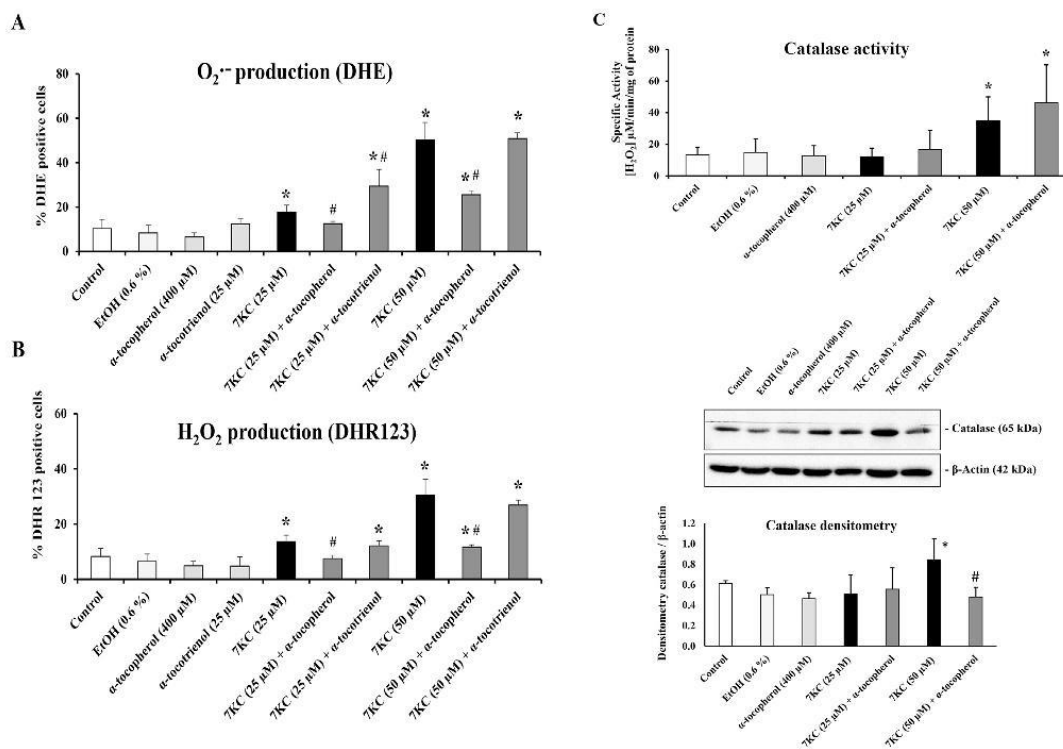 A
O₂·⁻ production (DHE)
% DHE positive cells
80
60
40
20
0
Control
EtOH (0.6 %)
α-tocopherol (400 µM)
α-tocotrienol (25 µM)
7KC (25 µM)
7KC (25 µM) + α-tocopherol
7KC (25 µM) + α-tocotrienol
7KC (50 µM)
7KC (50 µM) + α-tocopherol
7KC (50 µM) + α-tocotrienol
*
#
* #
*
* #
*
B
H₂O₂ production (DHR123)
% DHR 123 positive cells
60
40
20
0
Control
EtOH (0.6 %)
α-tocopherol (400 µM)
α-tocotrienol (25 µM)
7KC (25 µM)
7KC (25 µM) + α-tocopherol
7KC (25 µM) + α-tocotrienol
7KC (50 µM)
7KC (50 µM) + α-tocopherol
7KC (50 µM) + α-tocotrienol
*
#
*
*
* #
*
C
Catalase activity
Specific Activity
[H₂O₂] µM/min/mg of protein
80
60
40
20
0
Control
EtOH (0.6 %)
α-tocopherol (400 µM)
7KC (25 µM)
7KC (25 µM) + α-tocopherol
7KC (50 µM)
7KC (50 µM) + α-tocopherol
*
*
Control
EtOH (0.6 %)
α-tocopherol (400 µM)
7KC (25 µM)
7KC (25 µM) + α-tocopherol
7KC (50 µM)
7KC (50 µM) + α-tocopherol
- Catalase (65 kDa)
- β-Actin (42 kDa)
Catalase densitometry
Densitometry catalase / β-actin
1.2
1.0
0.8
0.6
0.4
0.2
0.0
Control
EtOH (0.6 %)
α-tocopherol (400 µM)
7KC (25 µM)
7KC (25 µM) + α-tocopherol
7KC (50 µM)
7KC (50 µM) + α-tocopherol
*
#